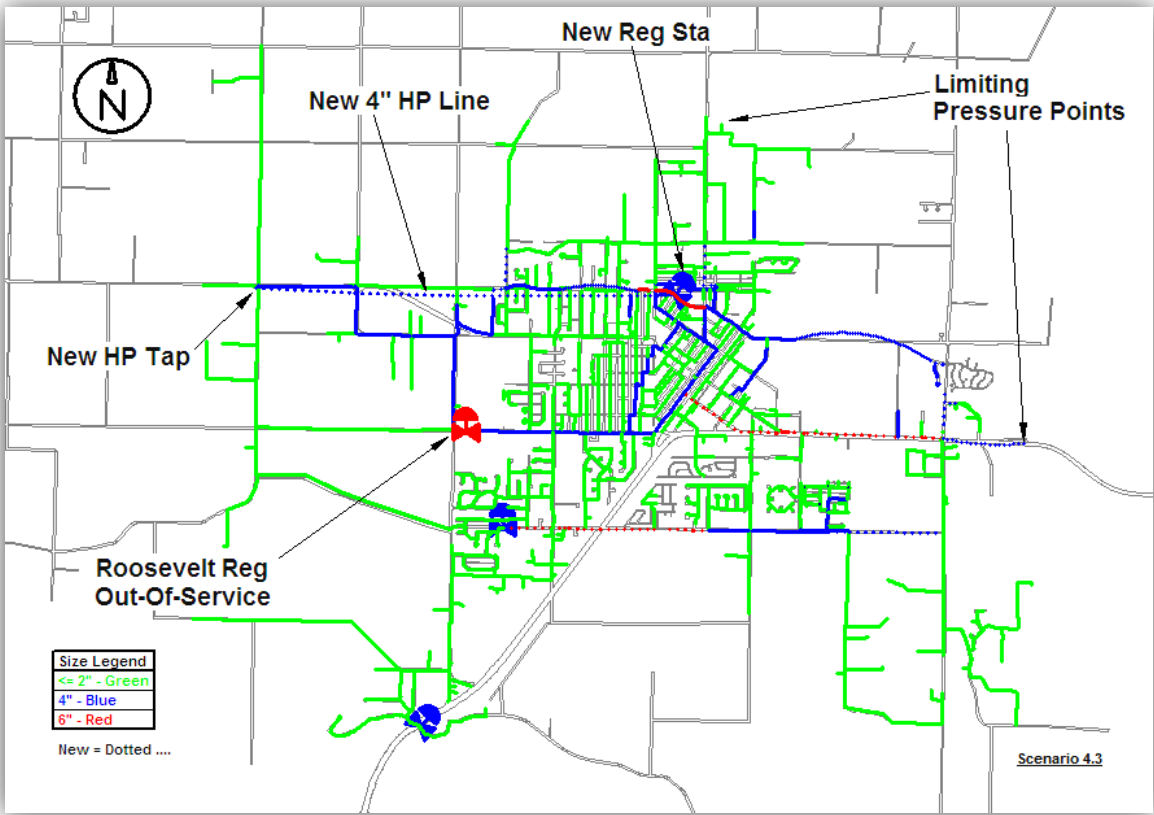 New Reg Sta
Limiting
Pressure Points
New 4" HP Line
N
New HP Tap
Roosevelt Reg
Out-Of-Service
Size Legend
<= 2" - Green
4" - Blue
6" - Red
New = Dotted ....
Scenario 4.3